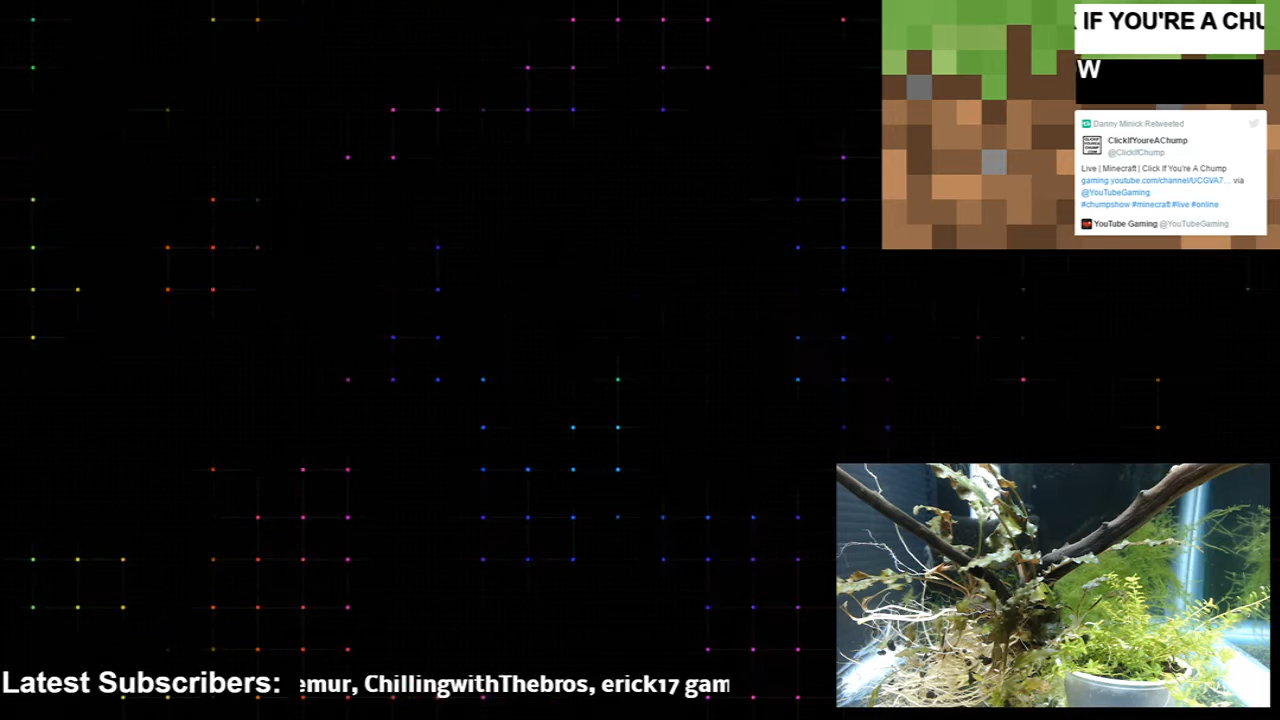 IF YOU'RE A CHU
W
Danny Minick Retweeted
ClickIfYoureAChump
@ClickIfChump
Live | Minecraft | Click If You're A Chump
gaming.youtube.com/channel/UCGVA7... via
@YouTubeGaming
#chumpshow #minecraft #live #online
YouTube Gaming @YouTubeGaming
Latest Subscribers: emur, ChillingwithThebros, erick17 gam